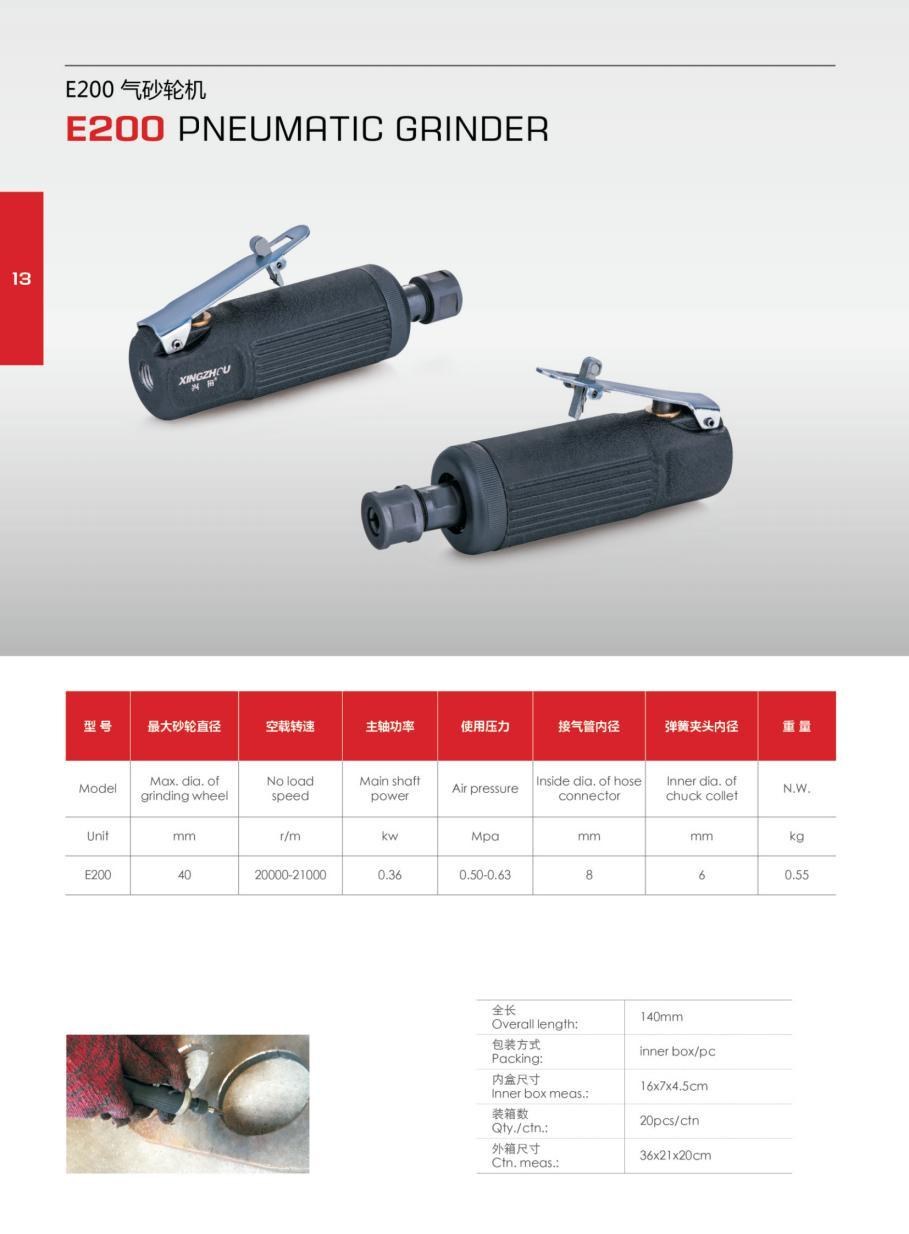 E200 气砂轮机
E200 PNEUMATIC GRINDER
13
XINGZHOU
型 号 最大砂轮直径 空载转速 主轴功率 使用压力 接气管内径 弹簧夹头内径 重 量
Model Max. dia. of grinding wheel No load speed Main shaft power Air pressure Inside dia. of hose connector Inner dia. of chuck collet N.W.
Unit mm r/m kw Mpa mm mm kg
E200 40 20000-21000 0.36 0.50-0.63 8 6 0.55
全长
Overall length: 140mm
包装方式
Packing: inner box/pc
内盒尺寸
Inner box meas.: 16x7x4.5cm
装箱数
Qty./ctn.: 20pcs/ctn
外箱尺寸
Ctn. meas.: 36x21x20cm